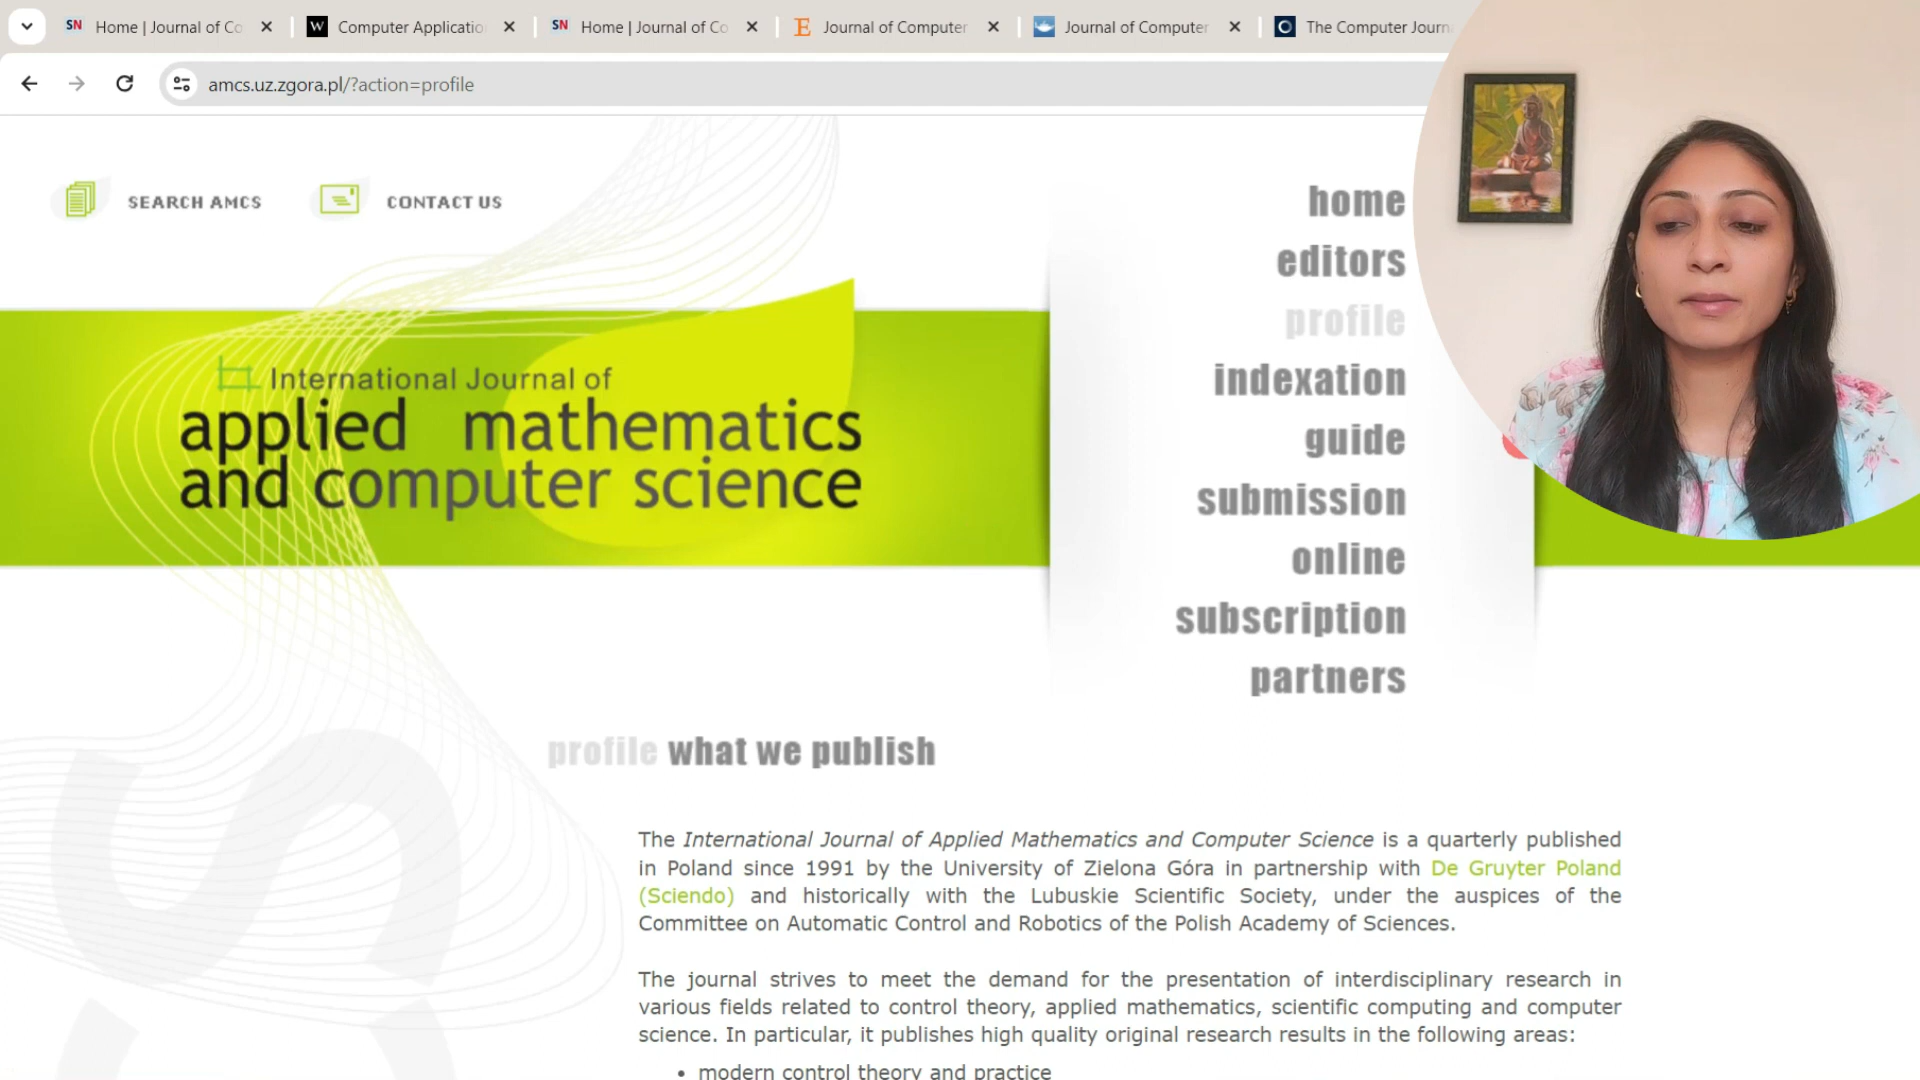 Home | Journal of Co
Computer Applicatio
Home | Journal of Co
Journal of Computer
Journal of Computer
The Computer Journ
amcs.uz.zgora.pl/?action=profile
SEARCH AMCS
CONTACT US
home
editors
profile
indexation
guide
submission
online
subscription
partners
International Journal of
applied mathematics
and computer science
profile what we publish
The International Journal of Applied Mathematics and Computer Science is a quarterly published
in Poland since 1991 by the University of Zielona Góra in partnership with De Gruyter Poland
(Sciendo) and historically with the Lubuskie Scientific Society, under the auspices of the
Committee on Automatic Control and Robotics of the Polish Academy of Sciences.
The journal strives to meet the demand for the presentation of interdisciplinary research in
various fields related to control theory, applied mathematics, scientific computing and computer
science. In particular, it publishes high quality original research results in the following areas:
• modern control theory and practice